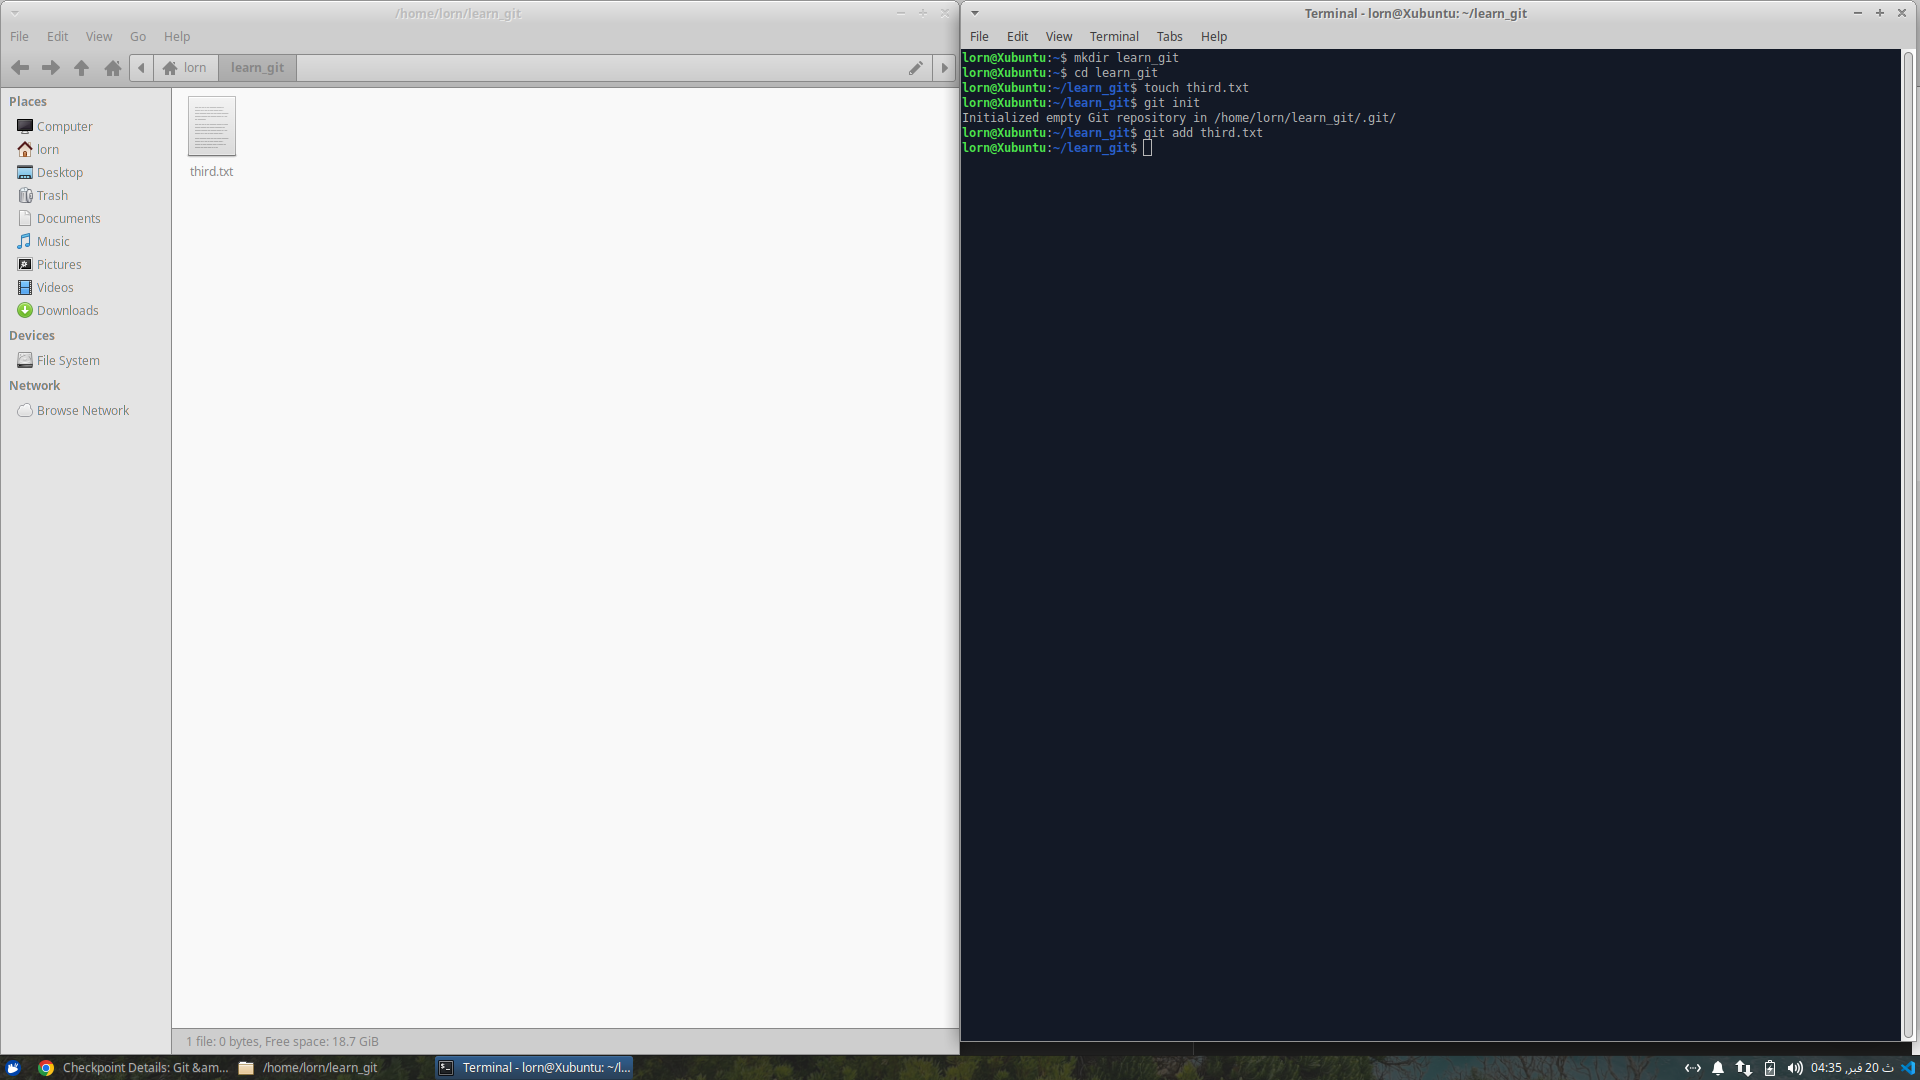 /home/lorn/learn_git
File Edit View Go Help
lorn learn_git
Places
Computer
lorn
Desktop
Trash
Documents
Music
Pictures
Videos
Downloads
Devices
File System
Network
Browse Network
third.txt
1 file: 0 bytes, Free space: 18.7 GiB
Terminal - lorn@Xubuntu: ~/learn_git
File Edit View Terminal Tabs Help
lorn@Xubuntu:~$ mkdir learn_git
lorn@Xubuntu:~$ cd learn_git
lorn@Xubuntu:~/learn_git$ touch third.txt
lorn@Xubuntu:~/learn_git$ git init
Initialized empty Git repository in /home/lorn/learn_git/.git/
lorn@Xubuntu:~/learn_git$ git add third.txt
lorn@Xubuntu:~/learn_git$
Checkpoint Details: Git &am... /home/lorn/learn_git Terminal - lorn@Xubuntu: ~/l... ث 20 فبر, 04:35